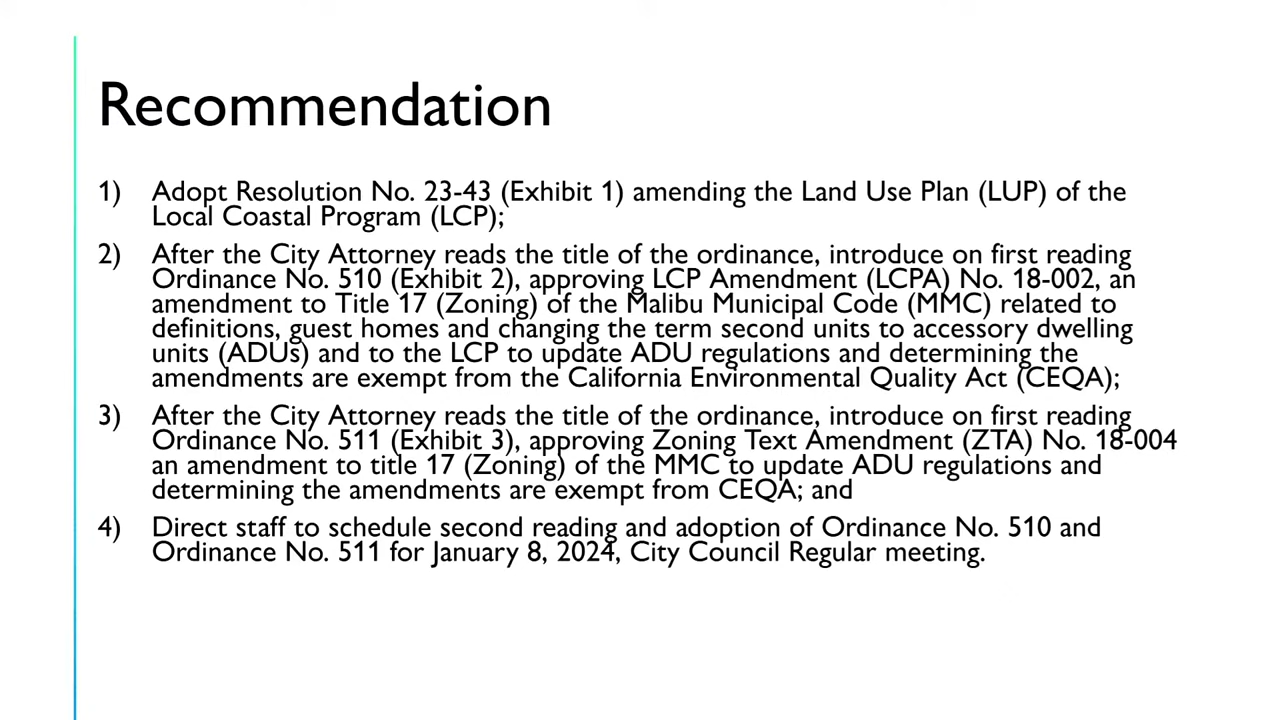 Recommendation
1) Adopt Resolution No. 23-43 (Exhibit 1) amending the Land Use Plan (LUP) of the
Local Coastal Program (LCP);
2) After the City Attorney reads the title of the ordinance, introduce on first reading
Ordinance No. 510 (Exhibit 2), approving LCP Amendment (LCPA) No. 18-002, an
amendment to Title 17 (Zoning) of the Malibu Municipal Code (MMC) related to
definitions, guest homes and changing the term second units to accessory dwelling
units (ADUs) and to the LCP to update ADU regulations and determining the
amendments are exempt from the California Environmental Quality Act (CEQA);
3) After the City Attorney reads the title of the ordinance, introduce on first reading
Ordinance No. 511 (Exhibit 3), approving Zoning Text Amendment (ZTA) No. 18-004
an amendment to title 17 (Zoning) of the MMC to update ADU regulations and
determining the amendments are exempt from CEQA; and
4) Direct staff to schedule second reading and adoption of Ordinance No. 510 and
Ordinance No. 511 for January 8, 2024, City Council Regular meeting.